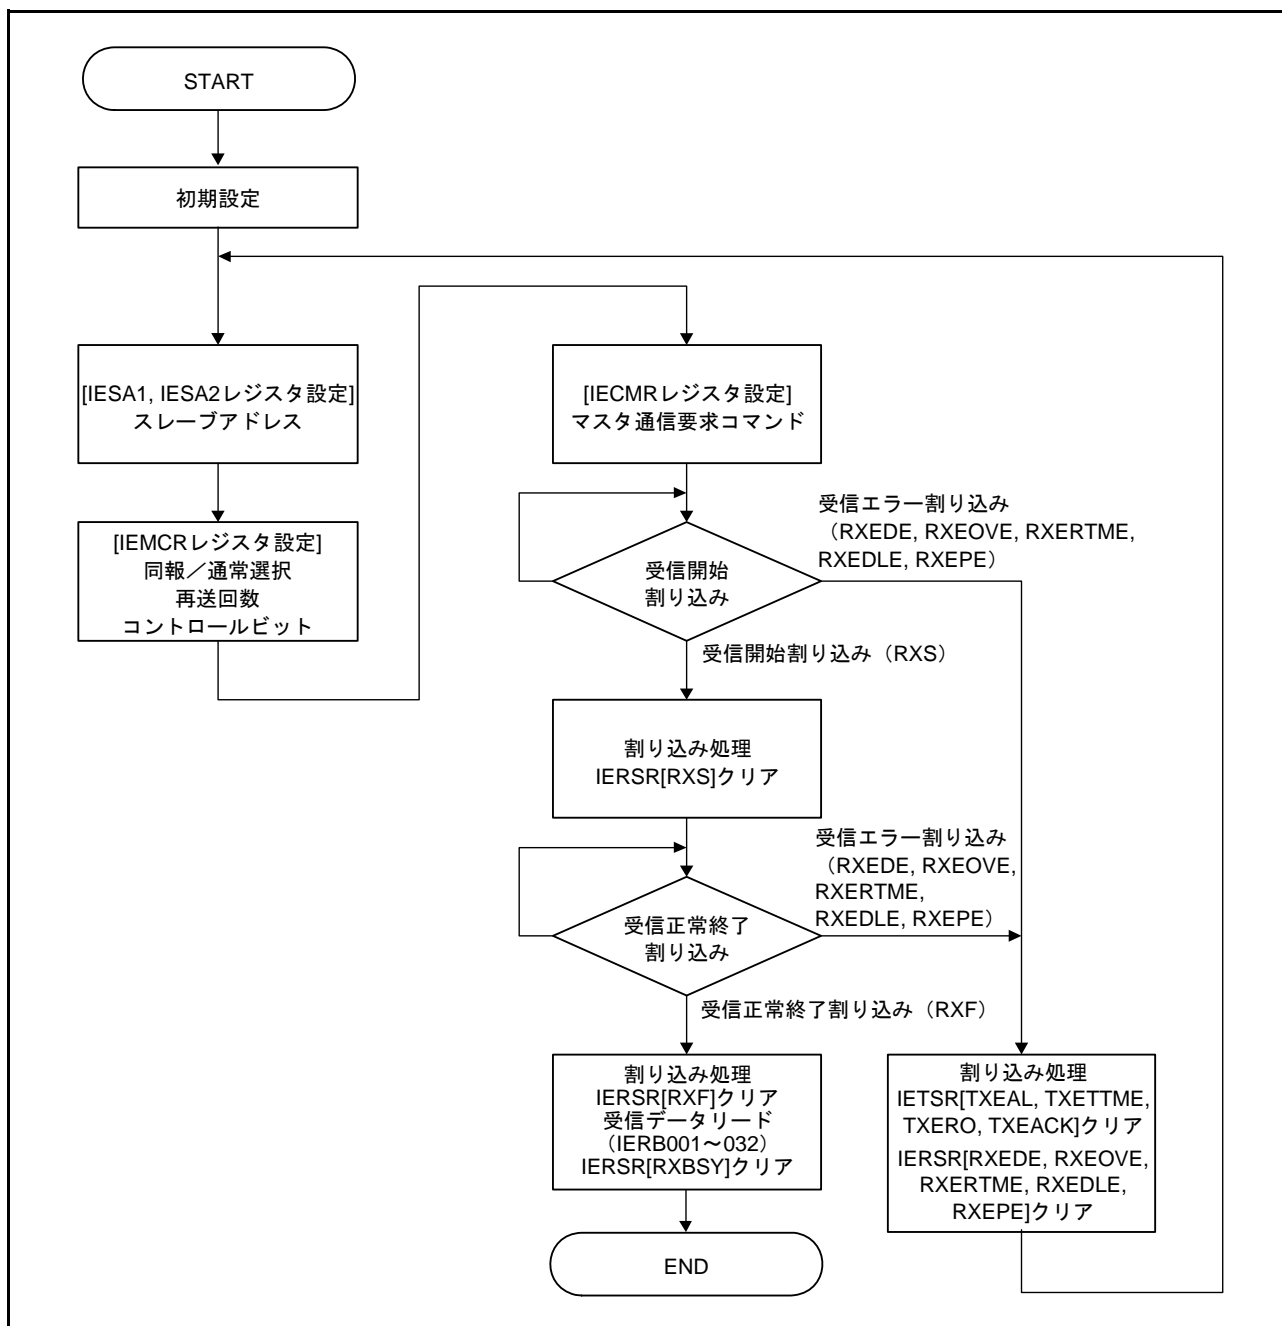 START
初期設定
[IESA1, IESA2レジスタ設定]
スレーブアドレス
[IEMCRレジスタ設定]
同報／通常選択
再送回数
コントロールビット
[IECMRレジスタ設定]
マスタ通信要求コマンド
受信エラー割り込み
（RXEDE, RXEOVE, RXERTME,
RXEDLE, RXEPE）
受信開始
割り込み
受信開始割り込み（RXS）
割り込み処理
IERSR[RXS]クリア
受信エラー割り込み
（RXEDE, RXEOVE,
RXERTME,
RXEDLE, RXEPE）
受信正常終了
割り込み
受信正常終了割り込み（RXF）
割り込み処理
IERSR[RXF]クリア
受信データリード
（IERB001～032）
IERSR[RXBSY]クリア
割り込み処理
IETSR[TXEAL, TXETTME,
TXERO, TXEACK]クリア
IERSR[RXEDE, RXEOVE,
RXERTME, RXEDLE,
RXEPE]クリア
END